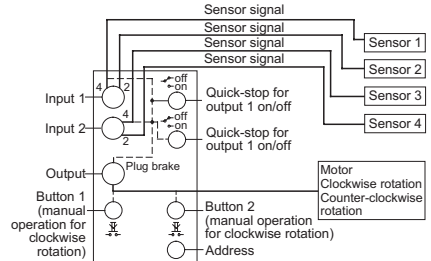 Sensor signal
Sensor signal
Sensor signal
Sensor signal
Sensor 1
Sensor 2
Sensor 3
Sensor 4
4
2
Input 1
off
on
Quick-stop for
output 1 on/off
4
2
Input 2
off
on
Quick-stop for
output 1 on/off
Plug brake
Output
Motor
Clockwise rotation
Counter-clockwise
rotation
Button 1
(manual
operation for
clockwise
rotation)
Button 2
(manual operation
for clockwise rotation)
Address